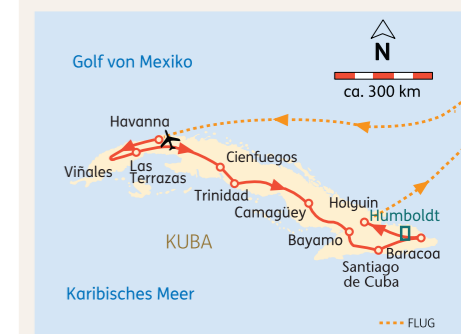 Golf von Mexiko
N
ca. 300 km
Havanna
Cienfuegos
Viñales
Las
Terrazas
Trinidad
Camagüey
Holguin
Humboldt
KUBA
Bayamo
Baracoa
Santiago
de Cuba
Karibisches Meer
FLUG